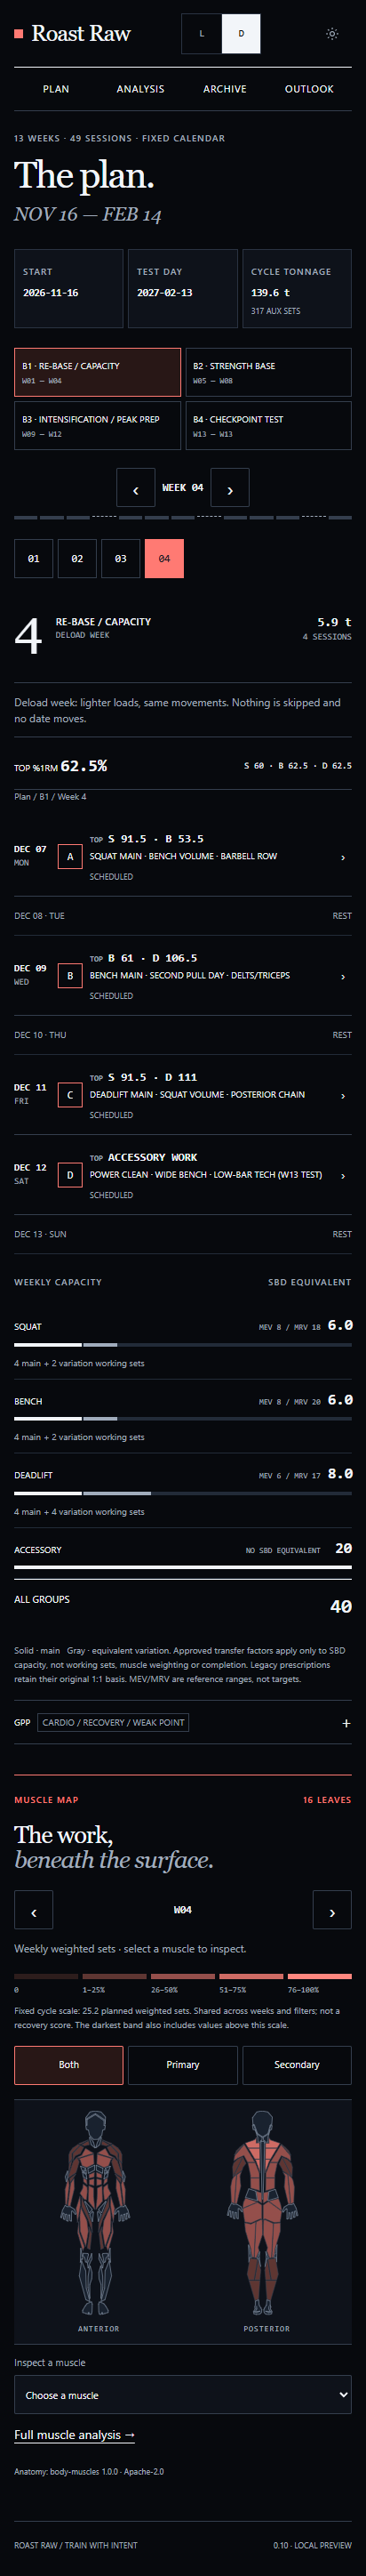 Roast Raw
L
D
PLAN
ANALYSIS
ARCHIVE
OUTLOOK
13 WEEKS · 49 SESSIONS · FIXED CALENDAR
The plan.
NOV 16 — FEB 14
START
2026-11-16
TEST DAY
2027-02-13
CYCLE TONNAGE
139.6 t
317 AUX SETS
B1 · RE-BASE / CAPACITY
W01 — W04
B2 · STRENGTH BASE
W05 — W08
B3 · INTENSIFICATION / PEAK PREP
W09 — W12
B4 · CHECKPOINT TEST
W13 — W13
‹
WEEK 04
›
01
02
03
04
4
RE-BASE / CAPACITY
DELOAD WEEK
5.9 t
4 SESSIONS
Deload week: lighter loads, same movements. Nothing is skipped and
no date moves.
TOP %1RM 62.5%
S 60 · B 62.5 · D 62.5
Plan / B1 / Week 4
DEC 07
MON
A
TOP S 91.5 · B 53.5
SQUAT MAIN · BENCH VOLUME · BARBELL ROW
SCHEDULED
›
DEC 08 · TUE
REST
DEC 09
WED
B
TOP B 61 · D 106.5
BENCH MAIN · SECOND PULL DAY · DELTS/TRICEPS
SCHEDULED
›
DEC 10 · THU
REST
DEC 11
FRI
C
TOP S 91.5 · D 111
DEADLIFT MAIN · SQUAT VOLUME · POSTERIOR CHAIN
SCHEDULED
›
DEC 12
SAT
D
TOP ACCESSORY WORK
POWER CLEAN · WIDE BENCH · LOW-BAR TECH (W13 TEST)
SCHEDULED
›
DEC 13 · SUN
REST
WEEKLY CAPACITY
SBD EQUIVALENT
SQUAT
MEV 8 / MRV 18 6.0
4 main + 2 variation working sets
BENCH
MEV 8 / MRV 20 6.0
4 main + 2 variation working sets
DEADLIFT
MEV 6 / MRV 17 8.0
4 main + 4 variation working sets
ACCESSORY
NO SBD EQUIVALENT 20
ALL GROUPS
40
Solid · main Gray · equivalent variation. Approved transfer factors apply only to SBD
capacity, not working sets, muscle weighting or completion. Legacy prescriptions
retain their original 1:1 basis. MEV/MRV are reference ranges, not targets.
GPP
CARDIO / RECOVERY / WEAK POINT
+
MUSCLE MAP
16 LEAVES
The work,
beneath the surface.
‹
W04
›
Weekly weighted sets · select a muscle to inspect.
0
1–25%
26–50%
51–75%
76–100%
Fixed cycle scale: 25.2 planned weighted sets. Shared across weeks and filters; not a
recovery score. The darkest band also includes values above this scale.
Both
Primary
Secondary
ANTERIOR
POSTERIOR
Inspect a muscle
Choose a muscle
Full muscle analysis →
Anatomy: body-muscles 1.0.0 · Apache-2.0
ROAST RAW / TRAIN WITH INTENT
0.10 · LOCAL PREVIEW